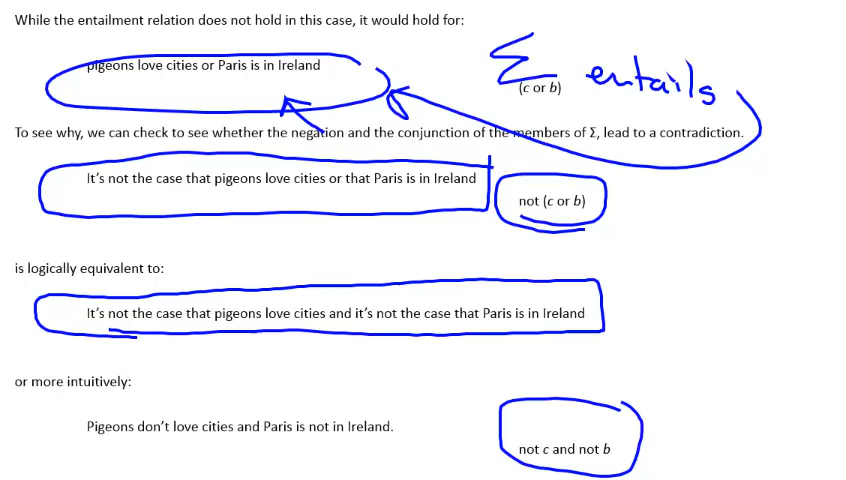 While the entailment relation does not hold in this case, it would hold for:
pigeons love cities or Paris is in Ireland
Σ entails
(c or b)
To see why, we can check to see whether the negation and the conjunction of the members of Σ, lead to a contradiction.
It's not the case that pigeons love cities or that Paris is in Ireland
not (c or b)
is logically equivalent to:
It's not the case that pigeons love cities and it's not the case that Paris is in Ireland
or more intuitively:
Pigeons don't love cities and Paris is not in Ireland.
not c and not b